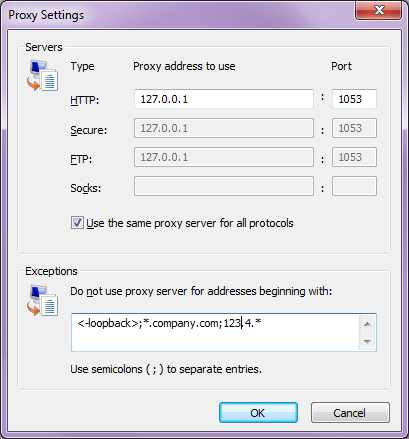 Proxy Settings
Servers
Type Proxy address to use Port
HTTP: 127.0.0.1 : 1053
Secure: 127.0.0.1 : 1053
FTP: 127.0.0.1 : 1053
Socks: :
Use the same proxy server for all protocols
Exceptions
Do not use proxy server for addresses beginning with:
<-loopback>;*.company.com;123,4.*
Use semicolons ( ; ) to separate entries.
OK Cancel